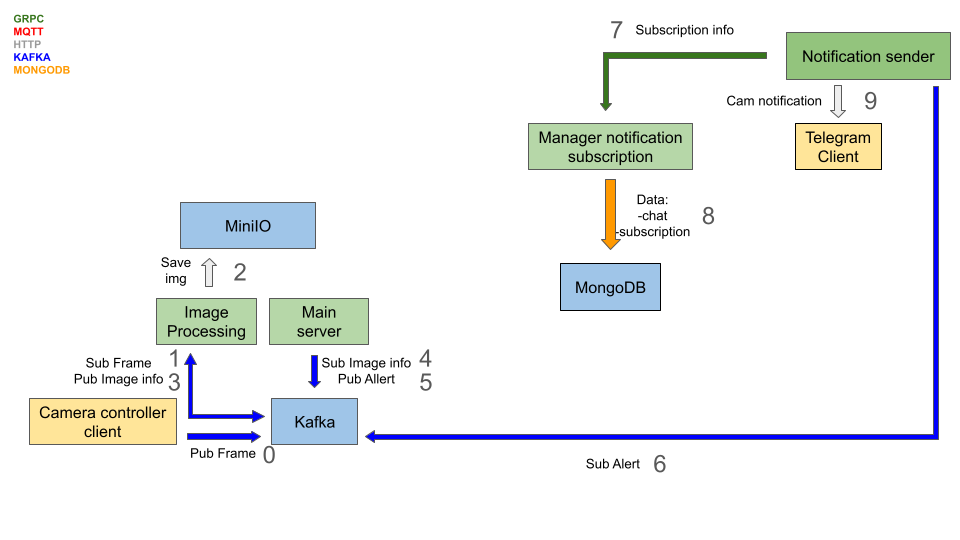 GRPC
MQTT
HTTP
KAFKA
MONGODB
7
Subscription info
Notification sender
Cam notification
9
Manager notification
subscription
Telegram
Client
Data:
-chat
-subscription
8
MiniIO
Save
img
2
MongoDB
Image
Processing
Main
server
Sub Frame
1
Pub Image info
3
Sub Image info
4
Pub Allert
5
Camera controller
client
Kafka
Pub Frame
0
Sub Alert
6